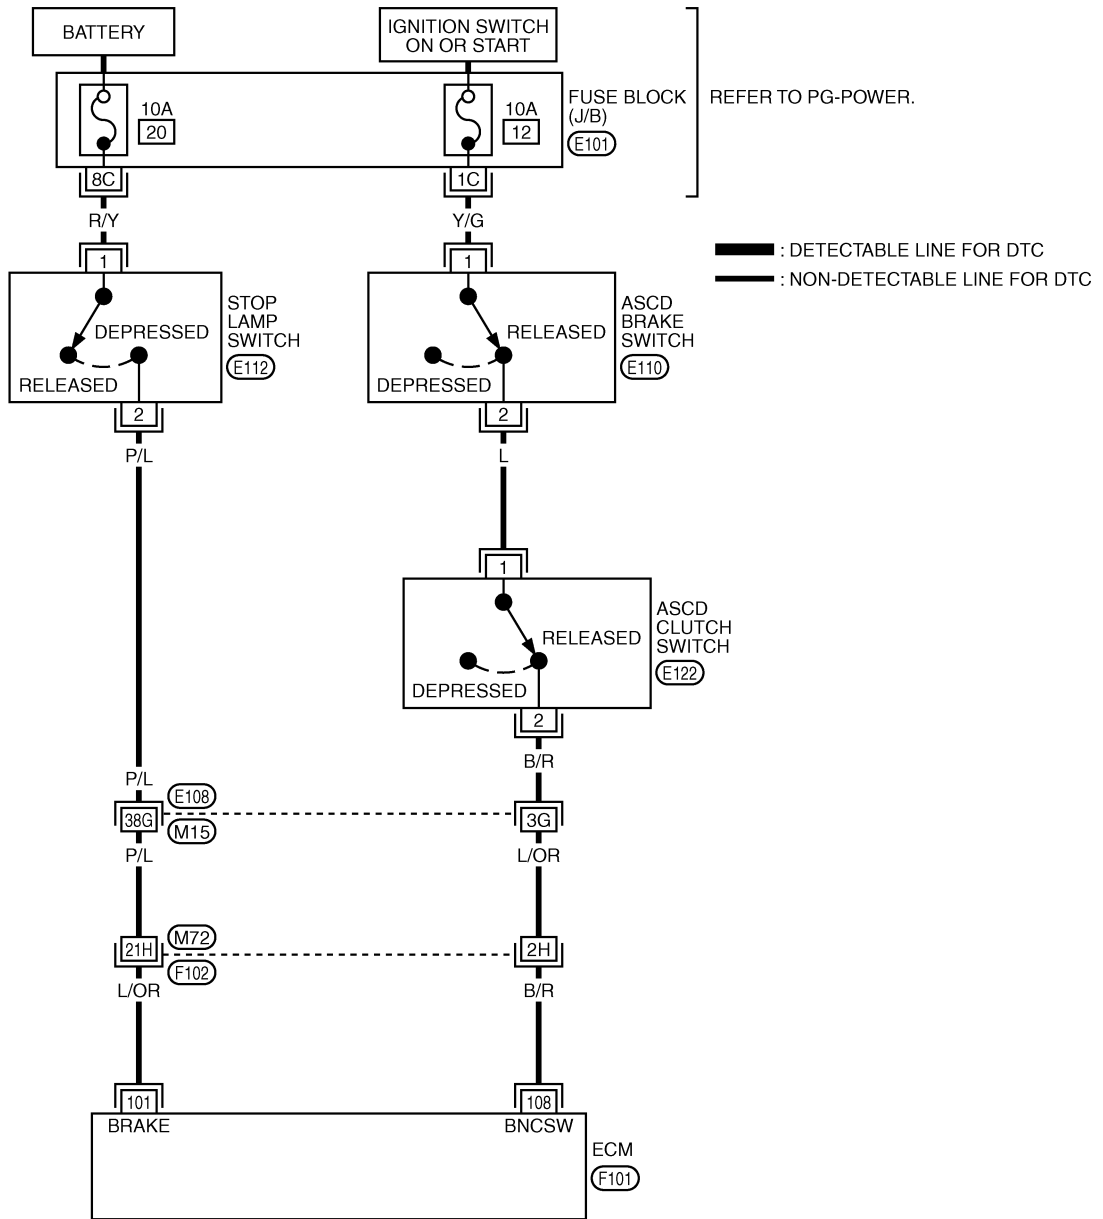 BATTERY
IGNITION SWITCH
ON OR START
10A
20
10A
12
FUSE BLOCK
(J/B)
E101
REFER TO PG-POWER.
8C
1C
R/Y
Y/G
: DETECTABLE LINE FOR DTC
: NON-DETECTABLE LINE FOR DTC
1
DEPRESSED
RELEASED
STOP
LAMP
SWITCH
E112
2
1
RELEASED
DEPRESSED
ASCD
BRAKE
SWITCH
E110
2
P/L
L
1
RELEASED
DEPRESSED
ASCD
CLUTCH
SWITCH
E122
2
B/R
P/L
E108
38G
M15
3G
P/L
L/OR
M72
21H
F102
2H
L/OR
B/R
101
108
BRAKE
BNCSW
ECM
F101